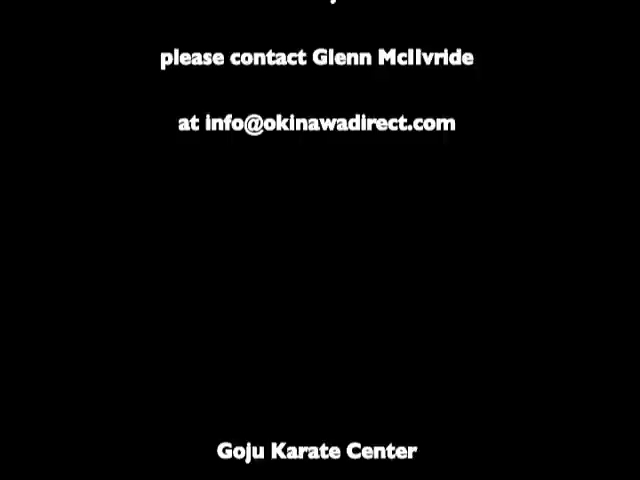 please contact Glenn McIlvride
at info@okinawadirect.com
Goju Karate Center